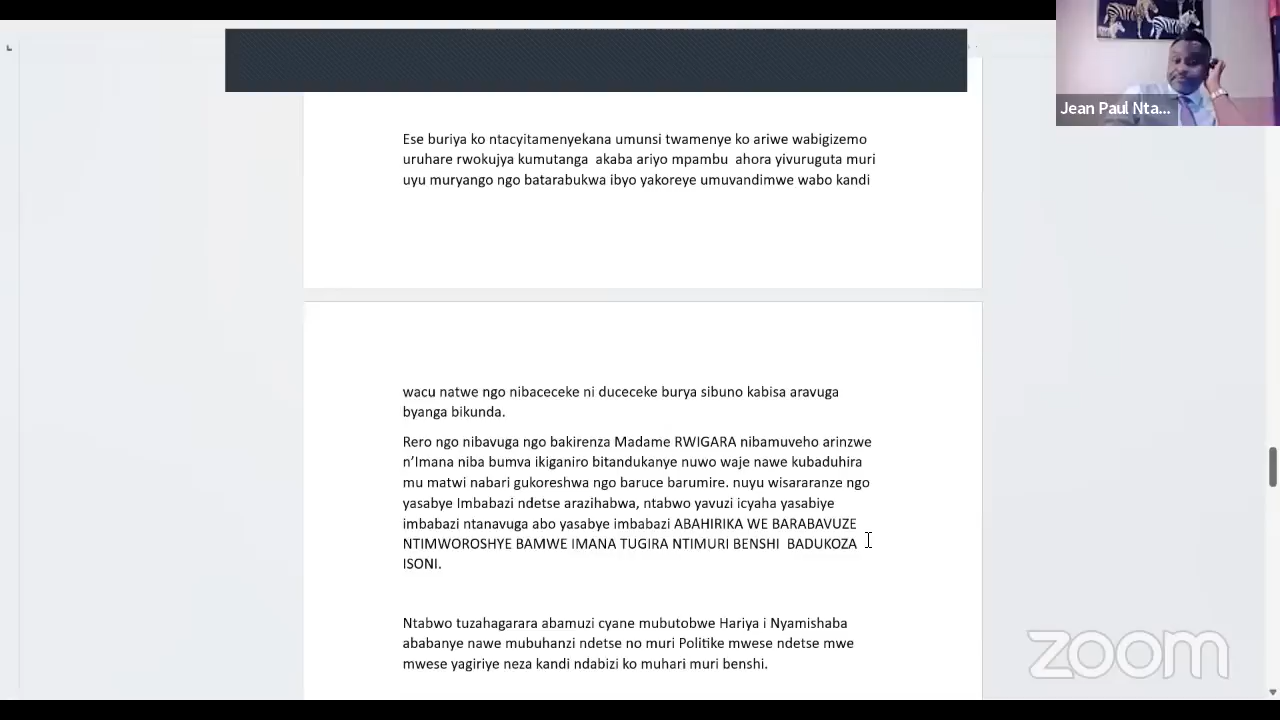 Jean Paul Nta...
Ese buriya ko ntacyitamenyekana umunsi twamenye ko ariwe wabigizemo
uruhare rwokujya kumutanga akaba ariyo mpambu ahora yivuruguta muri
uyu muryango ngo batarabukwa ibyo yakoreye umuvandimwe wabo kandi
wacu natwe ngo nibaceceke ni duceceke burya sibuno kabisa aravuga
byanga bikunda.
Rero ngo nibavuga ngo bakirenza Madame RWIGARA nibamuveho arinzwe
n’Imana niba bumva ikiganiro bitandukanye nuwo waje nawe kubaduhira
mu matwi nabari gukoreshwa ngo baruce barumire. nuyu wisararanze ngo
yasabye Imbabazi ndetse arazihabwa, ntabwo yavuzi icyaha yasabiye
imbabazi ntanavuga abo yasabye imbabazi ABAHIRIKA WE BARABAVUZE
NTIMWOROSHYE BAMWE IMANA TUGIRA NTIMURI BENSHI BADUKOZA
ISONI.
Ntabwo tuzahagarara abamuzi cyane mubutobwe Hariya i Nyamishaba
ababanye nawe mubuhanzi ndetse no muri Politike mwese ndetse mwe
mwese yagiriye neza kandi ndabizi ko muhari muri benshi.
zoom